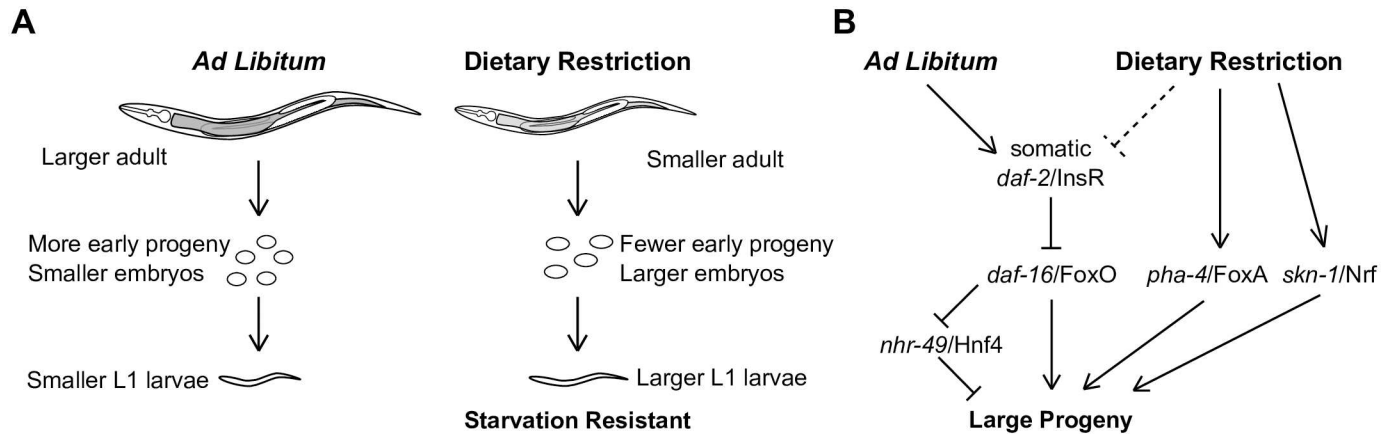 A
Ad Libitum
Dietary Restriction
Larger adult
Smaller adult
More early progeny
Smaller embryos
Fewer early progeny
Larger embryos
Smaller L1 larvae
Larger L1 larvae
Starvation Resistant
B
Ad Libitum
Dietary Restriction
somatic
daf-2/InsR
daf-16/FoxO
pha-4/FoxA
skn-1/Nrf
nhr-49/Hnf4
Large Progeny